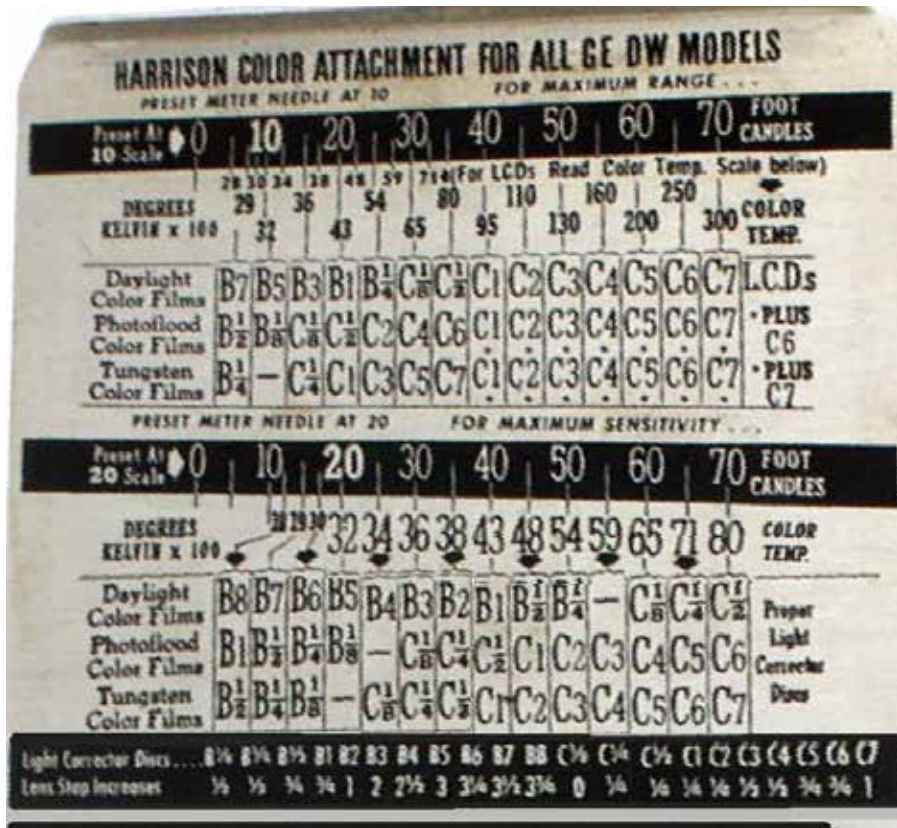 HARRISON COLOR ATTACHMENT FOR ALL GE DW MODELS
PRESET METER NEEDLE AT 10 FOR MAXIMUM RANGE...
Preset At 10 Scale 0 10 20 30 40 50 60 70 FOOT CANDLES
28 30 34 38 48 59 71 (For LCDs Read Color Temp. Scale below)
DEGREES KELVIN x 100 29 36 54 80 110 160 250 COLOR TEMP.
32 43 65 95 130 200 300
Daylight Color Films B7 B5 B3 B1 B¼ C⅛ C½ C1 C2 C3 C4 C5 C6 C7 L.C.D.s
Photoflood Color Films B½ B⅛ C⅛ C½ C2 C4 C6 C1 C2 C3 C4 C5 C6 C7 • PLUS C6
Tungsten Color Films B¼ — C¼ C1 C3 C5 C7 C1 C2 C3 C4 C5 C6 C7 • PLUS C7
PRESET METER NEEDLE AT 20 FOR MAXIMUM SENSITIVITY...
Preset At 20 Scale 0 10 20 30 40 50 60 70 FOOT CANDLES
DEGREES KELVIN x 100 28 29 30 32 34 36 38 43 48 54 59 65 71 80 COLOR TEMP.
Daylight Color Films B8 B7 B6 B5 B4 B3 B2 B1 B½ B¼ — C⅛ C¼ C½ Proper
Photoflood Color Films B1 B½ B¼ B⅛ — C⅛ C¼ C½ C1 C2 C3 C4 C5 C6 Light Corrector
Tungsten Color Films B½ B¼ B⅛ — C⅛ C¼ C½ C1 C2 C3 C4 C5 C6 C7 Discs
Light Corrector Discs.... B⅛ B¼ B½ B1 B2 B3 B4 B5 B6 B7 B8 C⅛ C¼ C½ C1 C2 C3 C4 C5 C6 C7
Lens Stop Increases 1 2 2½ 3 0 1